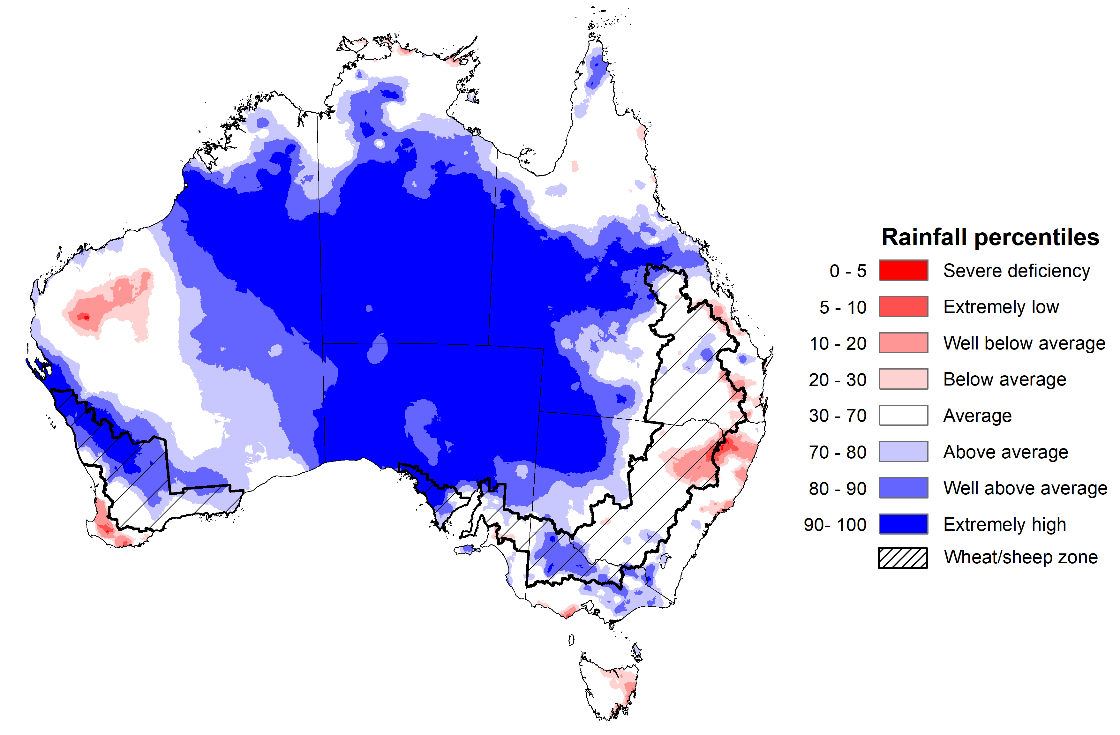 Rainfall percentiles
0 - 5 Severe deficiency
5 - 10 Extremely low
10 - 20 Well below average
20 - 30 Below average
30 - 70 Average
70 - 80 Above average
80 - 90 Well above average
90- 100 Extremely high
Wheat/sheep zone